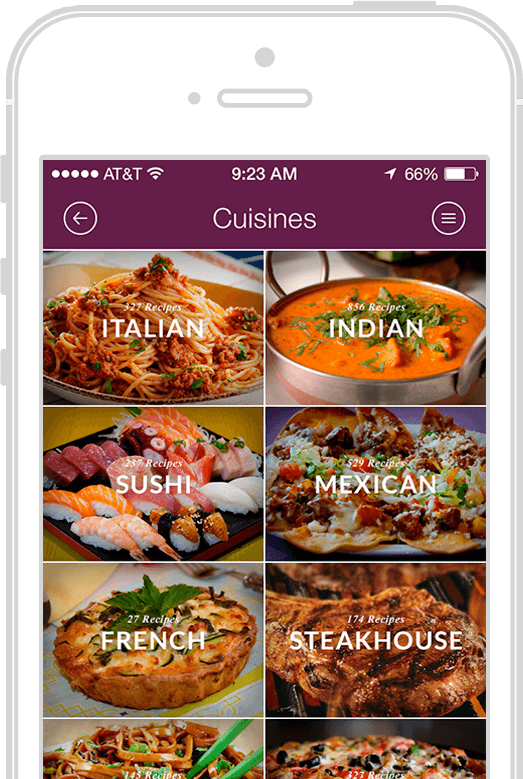 AT&T 9:23 AM 66%
Cuisines
327 Recipes
ITALIAN
856 Recipes
INDIAN
237 Recipes
SUSHI
529 Recipes
MEXICAN
27 Recipes
FRENCH
174 Recipes
STEAKHOUSE
145 Recipes
327 Recipes